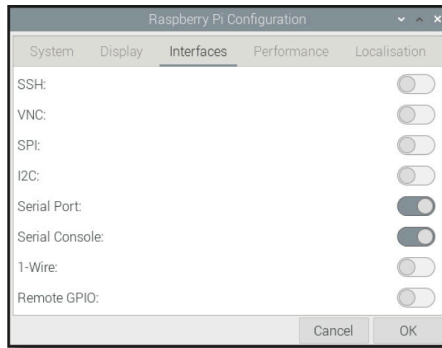 Raspberry Pi Configuration
System Display Interfaces Performance Localisation
SSH:
VNC:
SPI:
I2C:
Serial Port:
Serial Console:
1-Wire:
Remote GPIO:
Cancel OK